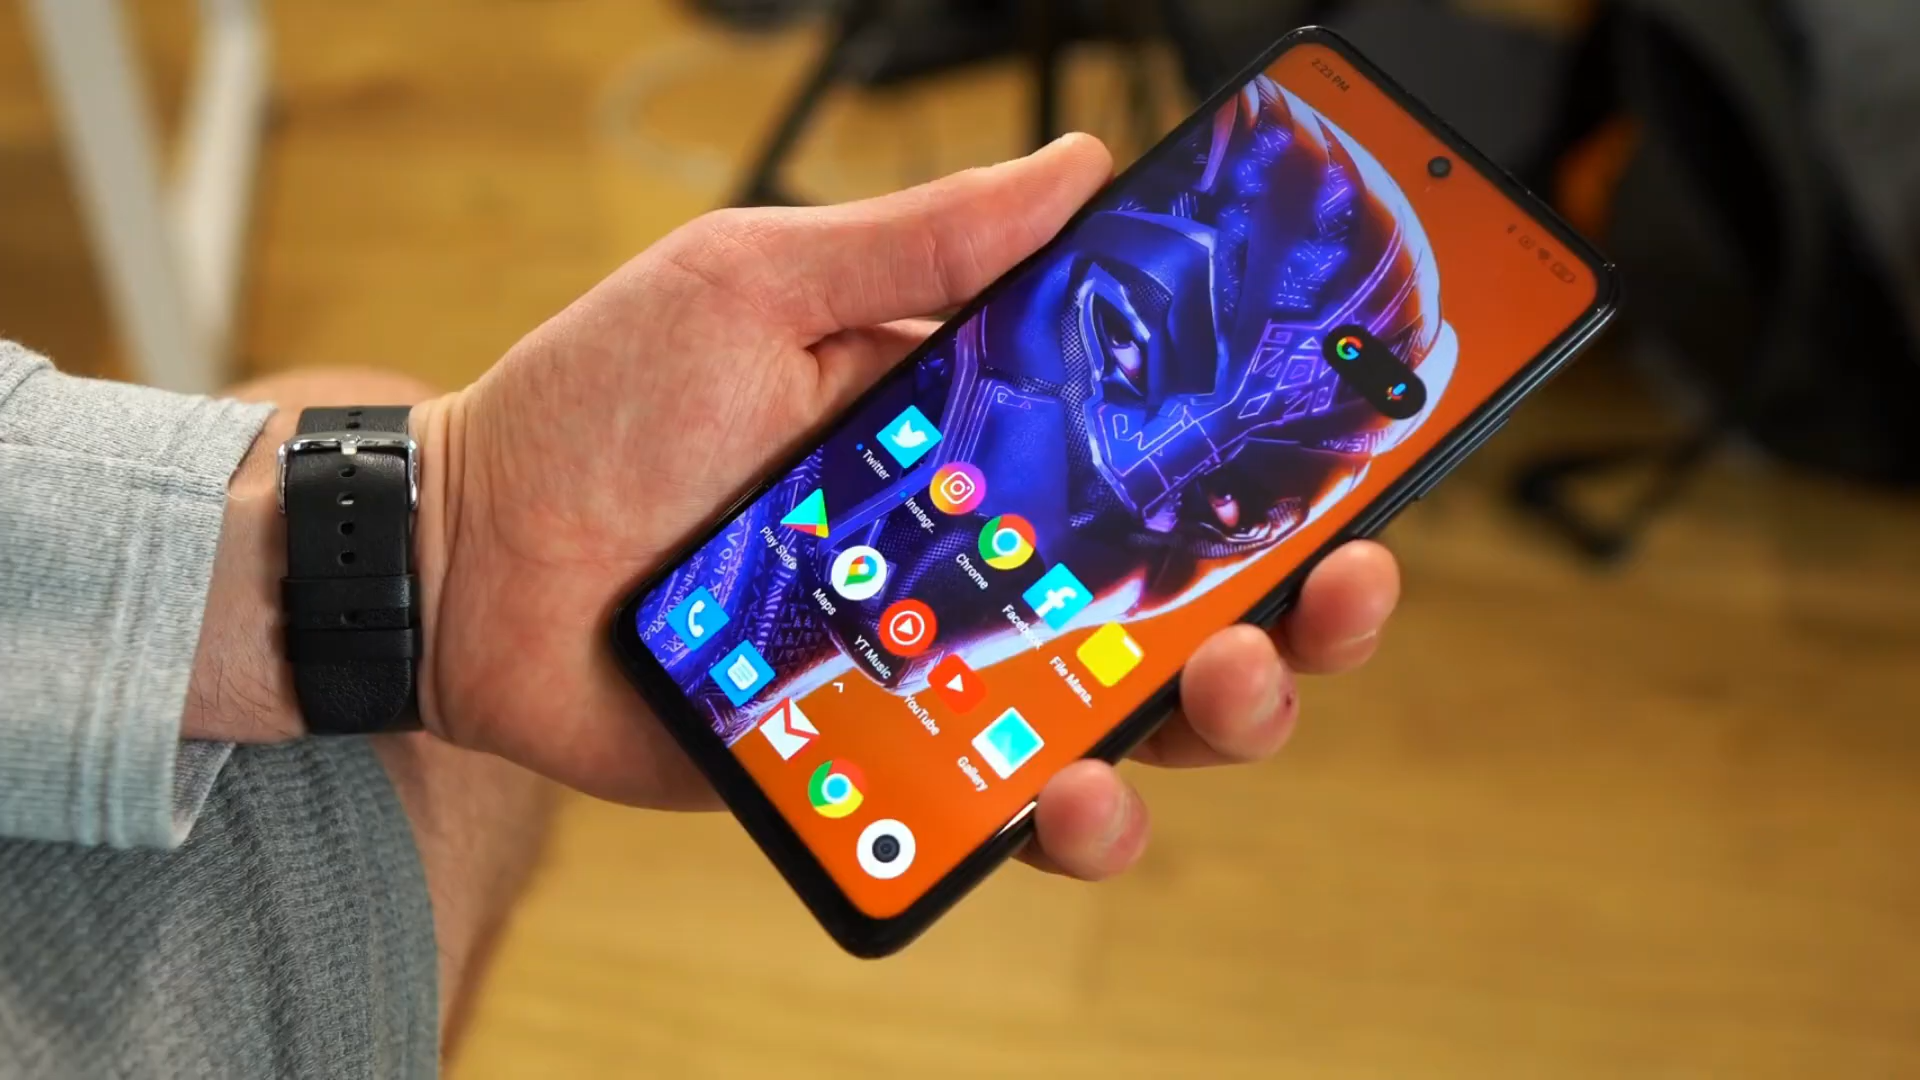 2:23 PM
G
Twitter
Instagr...
Chrome
Facebook
File Mana...
Play Store
Maps
YT Music
YouTube
Gallery